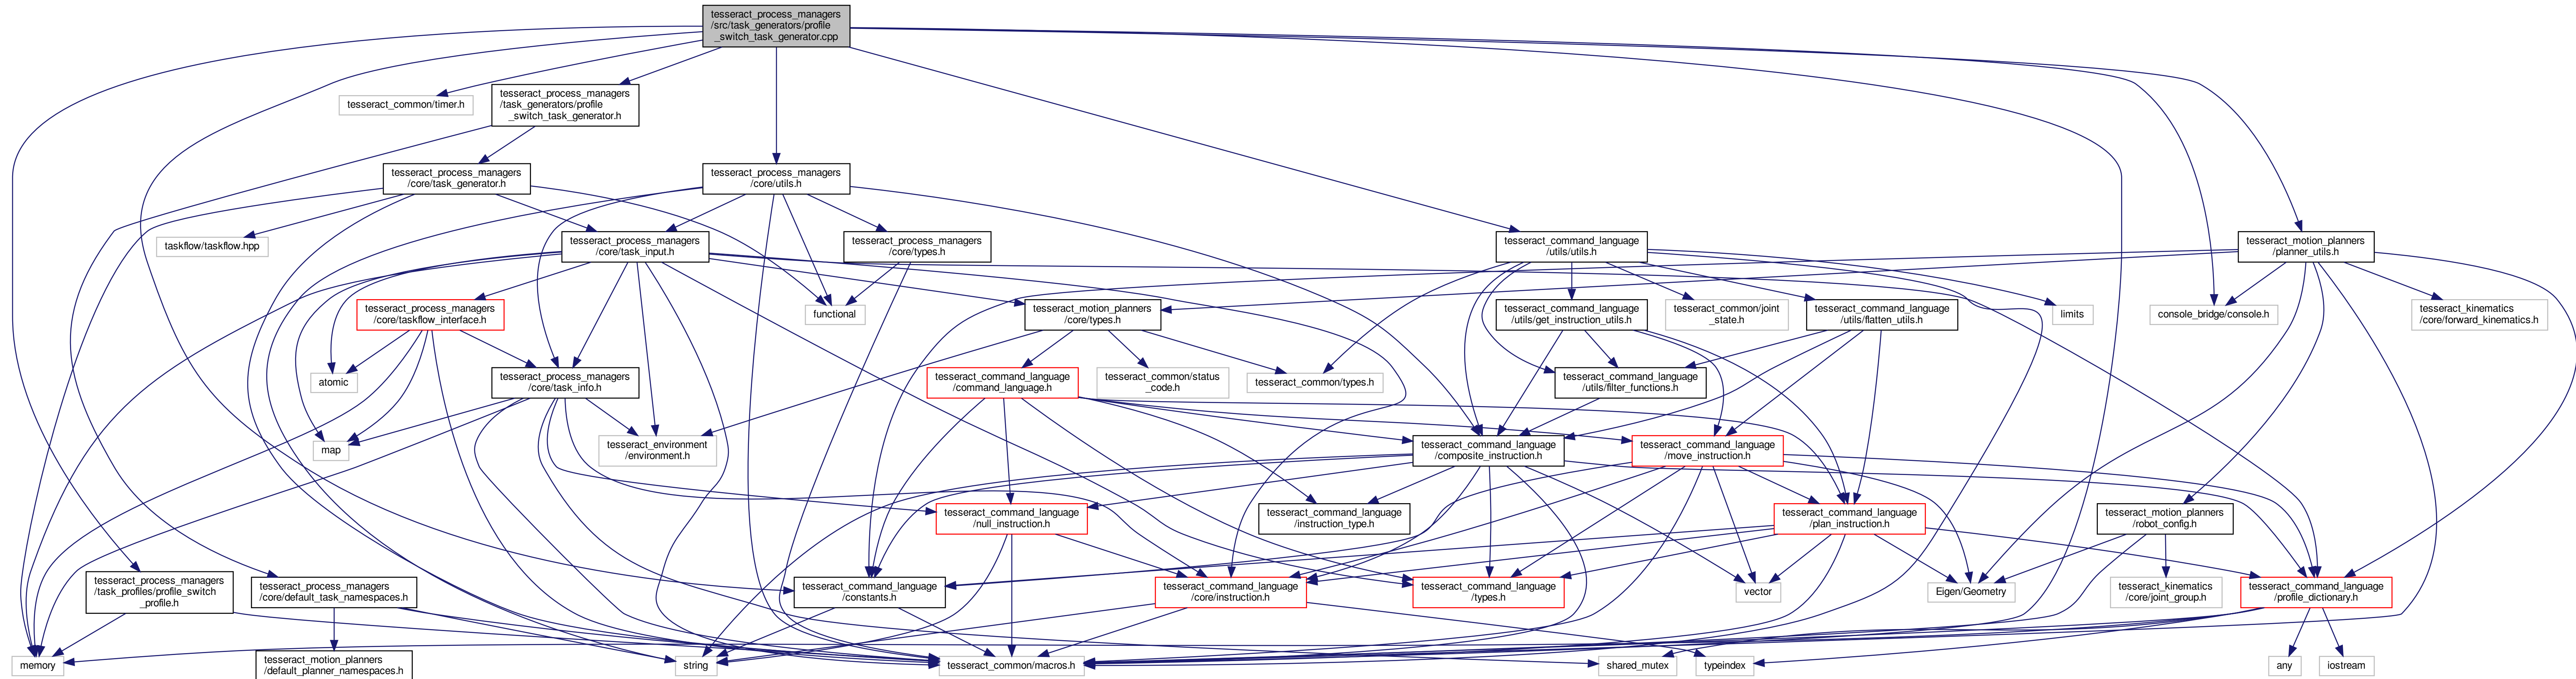 tesseract_process_managers
/src/task_generators/profile
_switch_task_generator.cpp
tesseract_common/timer.h
tesseract_process_managers
/task_generators/profile
_switch_task_generator.h
tesseract_process_managers
/core/task_generator.h
tesseract_process_managers
/core/utils.h
taskflow/taskflow.hpp
tesseract_process_managers
/core/task_input.h
tesseract_process_managers
/core/types.h
tesseract_command_language
/utils/utils.h
tesseract_motion_planners
/planner_utils.h
tesseract_process_managers
/core/taskflow_interface.h
functional
tesseract_motion_planners
/core/types.h
tesseract_command_language
/utils/get_instruction_utils.h
tesseract_common/joint
_state.h
tesseract_command_language
/utils/flatten_utils.h
limits
console_bridge/console.h
tesseract_kinematics
/core/forward_kinematics.h
atomic
tesseract_process_managers
/core/task_info.h
tesseract_command_language
/command_language.h
tesseract_common/status
_code.h
tesseract_common/types.h
tesseract_command_language
/utils/filter_functions.h
map
tesseract_environment
/environment.h
tesseract_command_language
/composite_instruction.h
tesseract_command_language
/move_instruction.h
tesseract_command_language
/null_instruction.h
tesseract_command_language
/instruction_type.h
tesseract_command_language
/plan_instruction.h
tesseract_motion_planners
/robot_config.h
tesseract_process_managers
/task_profiles/profile_switch
_profile.h
tesseract_process_managers
/core/default_task_namespaces.h
tesseract_command_language
/constants.h
tesseract_command_language
/core/instruction.h
tesseract_command_language
/types.h
vector
Eigen/Geometry
tesseract_kinematics
/core/joint_group.h
tesseract_command_language
/profile_dictionary.h
memory
tesseract_motion_planners
/default_planner_namespaces.h
string
tesseract_common/macros.h
shared_mutex
typeindex
any
iostream